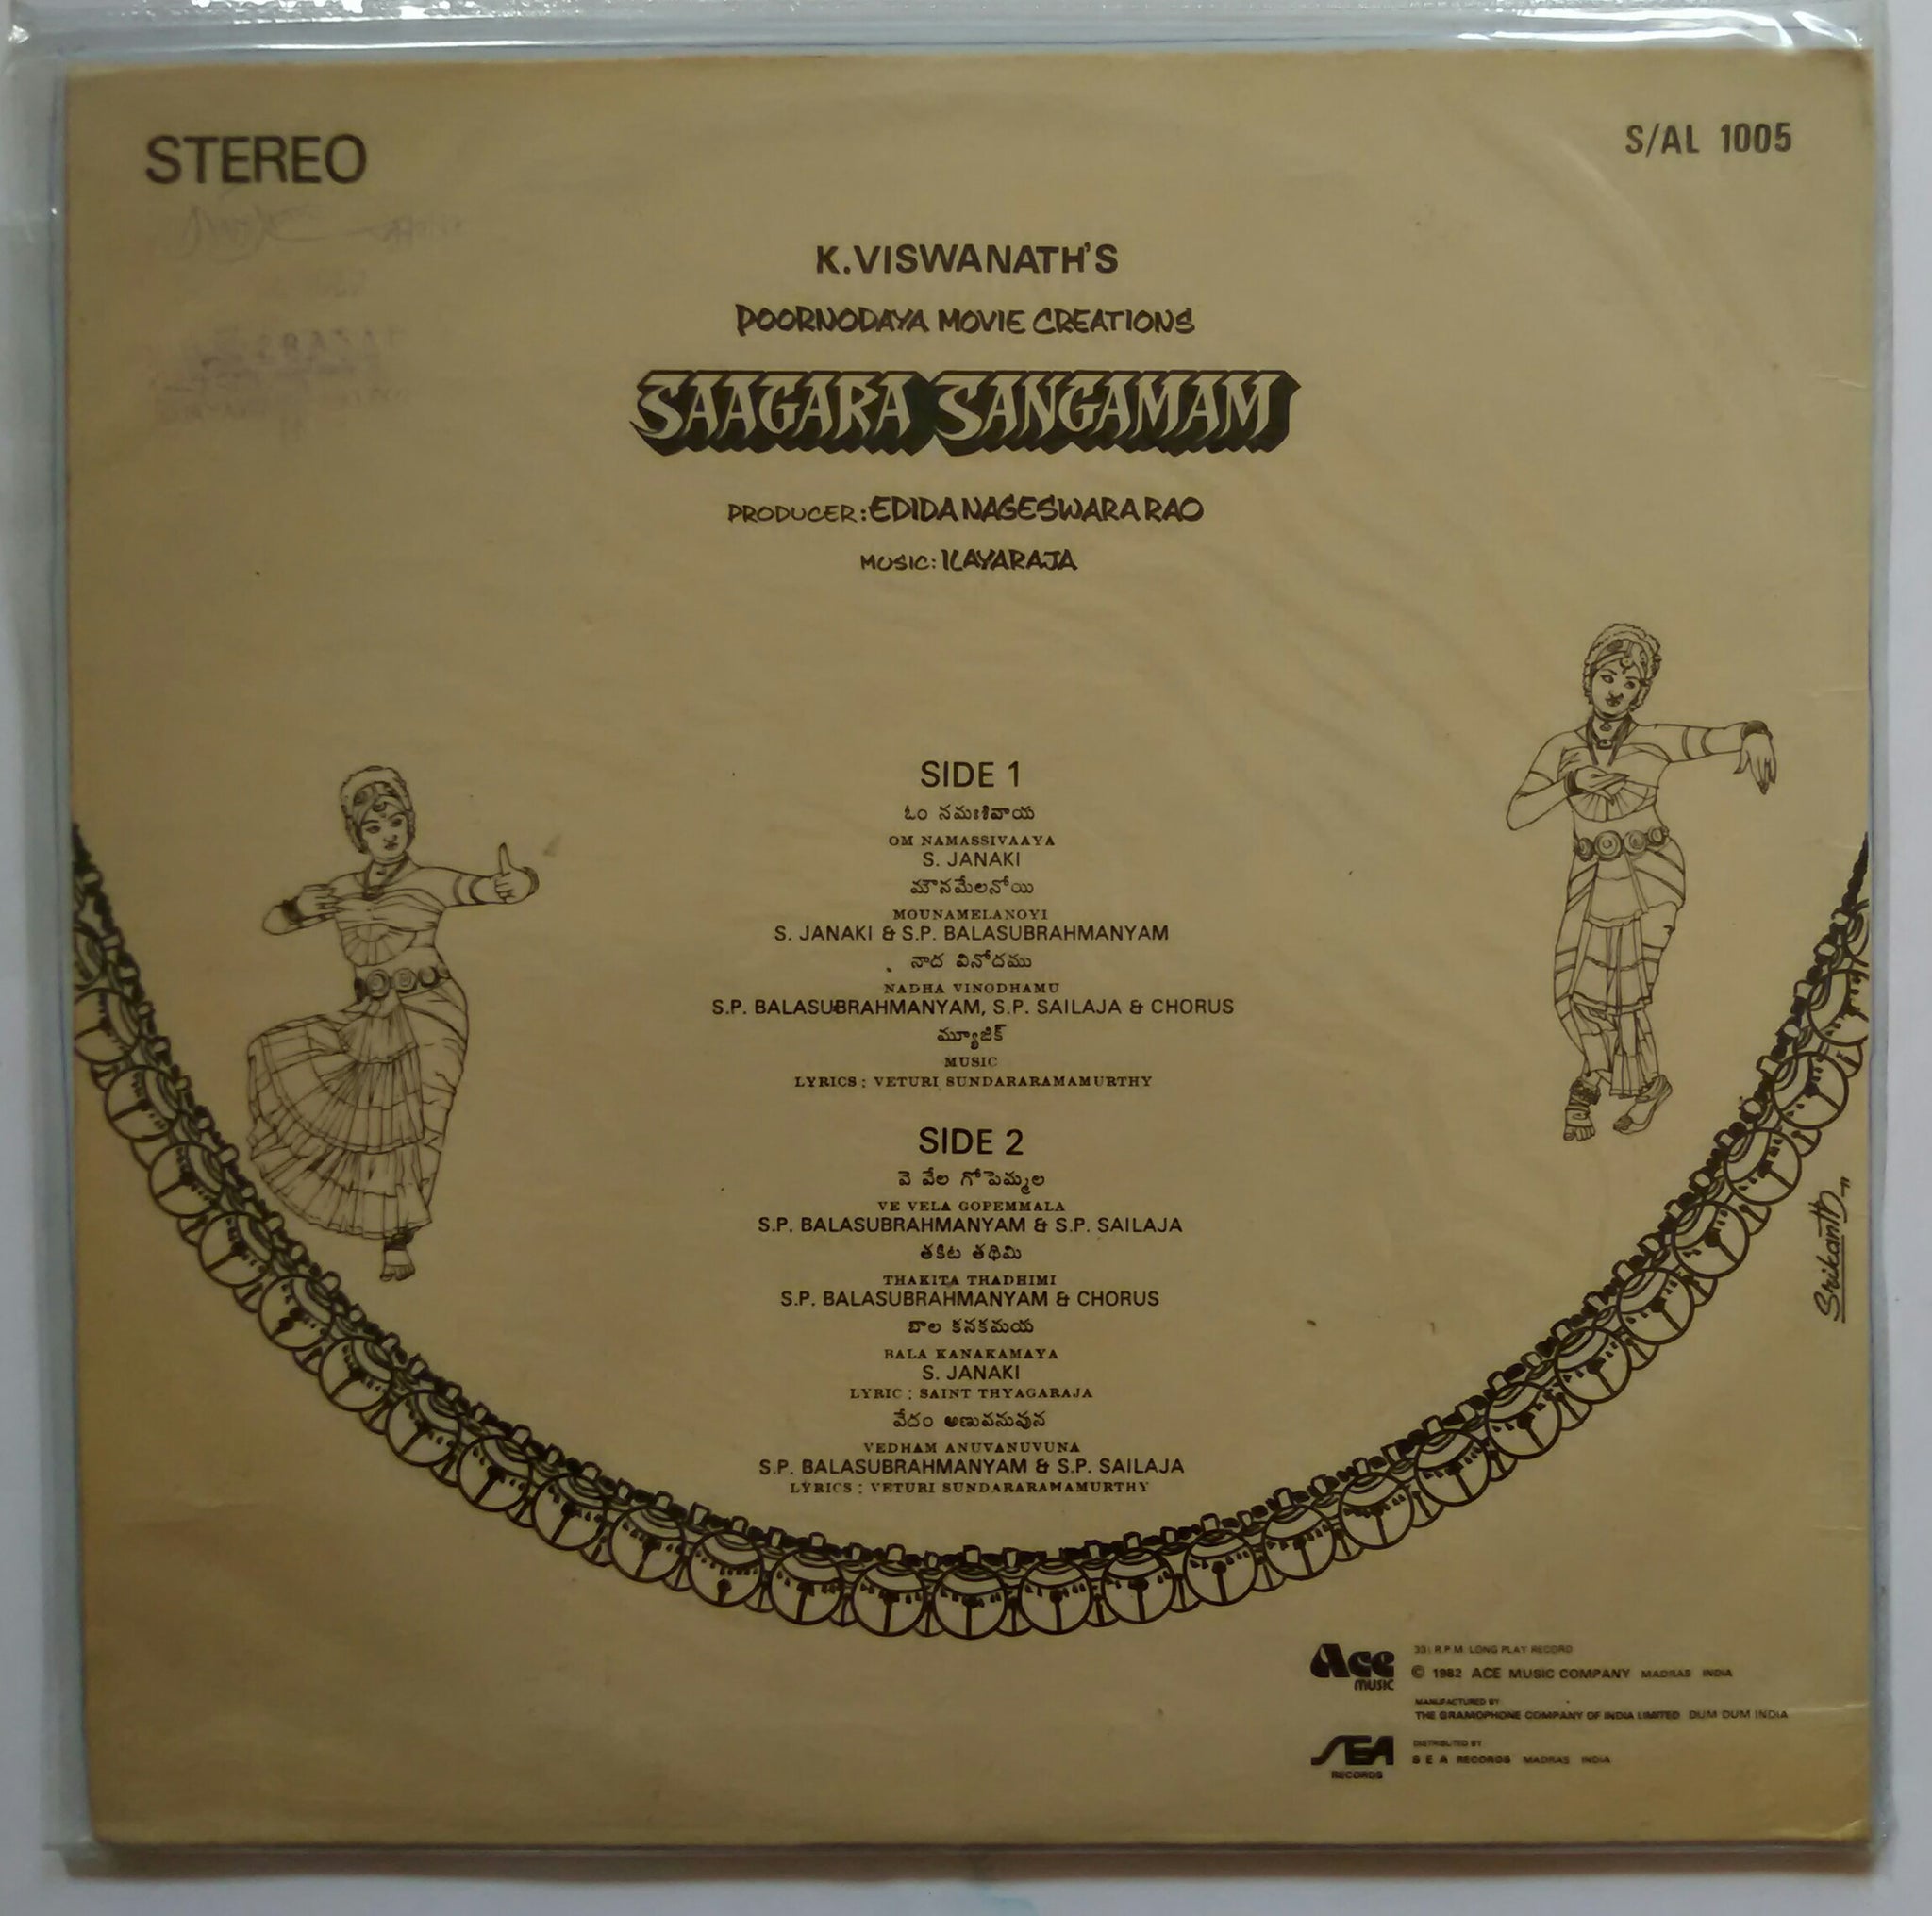 STEREO
S/AL 1005
K.VISWANATH'S
POORNODAYA MOVIE CREATIONS
SAAGARA SANGAMAM
PRODUCER: EDIDA NAGESWARA RAO
MUSIC: ILAYARAJA
SIDE 1
ఓం నమఃశివాయ
OM NAMASSIVAAYA
S. JANAKI
మౌనమేలనోయి
MOUNAMELANOYI
S. JANAKI & S.P. BALASUBRAHMANYAM
నాద వినోదము
NADHA VINODHAMU
S.P. BALASUBRAHMANYAM, S.P. SAILAJA & CHORUS
మ్యూజిక్
MUSIC
LYRICS : VETURI SUNDARARAMAMURTHY
SIDE 2
వె వేల గోపెమ్మల
VE VELA GOPEMMALA
S.P. BALASUBRAHMANYAM & S.P. SAILAJA
తకిట తథిమి
THAKITA THADHIMI
S.P. BALASUBRAHMANYAM & CHORUS
బాల కనకమయ
BALA KANAKAMAYA
S. JANAKI
LYRIC : SAINT THYAGARAJA
వేదం అణువనువున
VEDHAM ANUVANUVUNA
S.P. BALASUBRAHMANYAM & S.P. SAILAJA
LYRICS : VETURI SUNDARARAMAMURTHY
Srikanth
Ace
music
R.P.M. LONG PLAY RECORD
© 1982 ACE MUSIC COMPANY MADRAS INDIA
MANUFACTURED BY
THE GRAMOPHONE COMPANY OF INDIA LIMITED DUM DUM INDIA
SEA
RECORDS
DISTRIBUTED BY
S E A RECORDS MADRAS INDIA